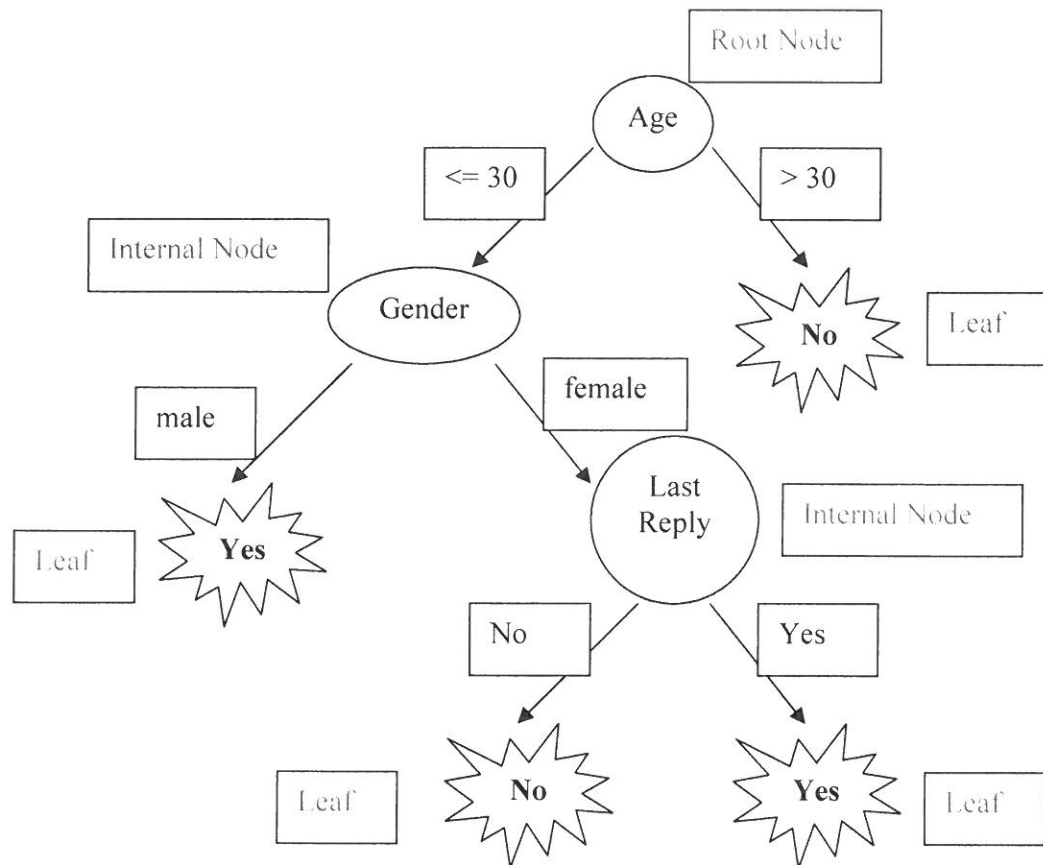 Root Node
Age
<= 30
> 30
Internal Node
Gender
No
Leaf
male
female
Leaf
Yes
Last
Reply
Internal Node
No
Yes
Leaf
No
Yes
Leaf